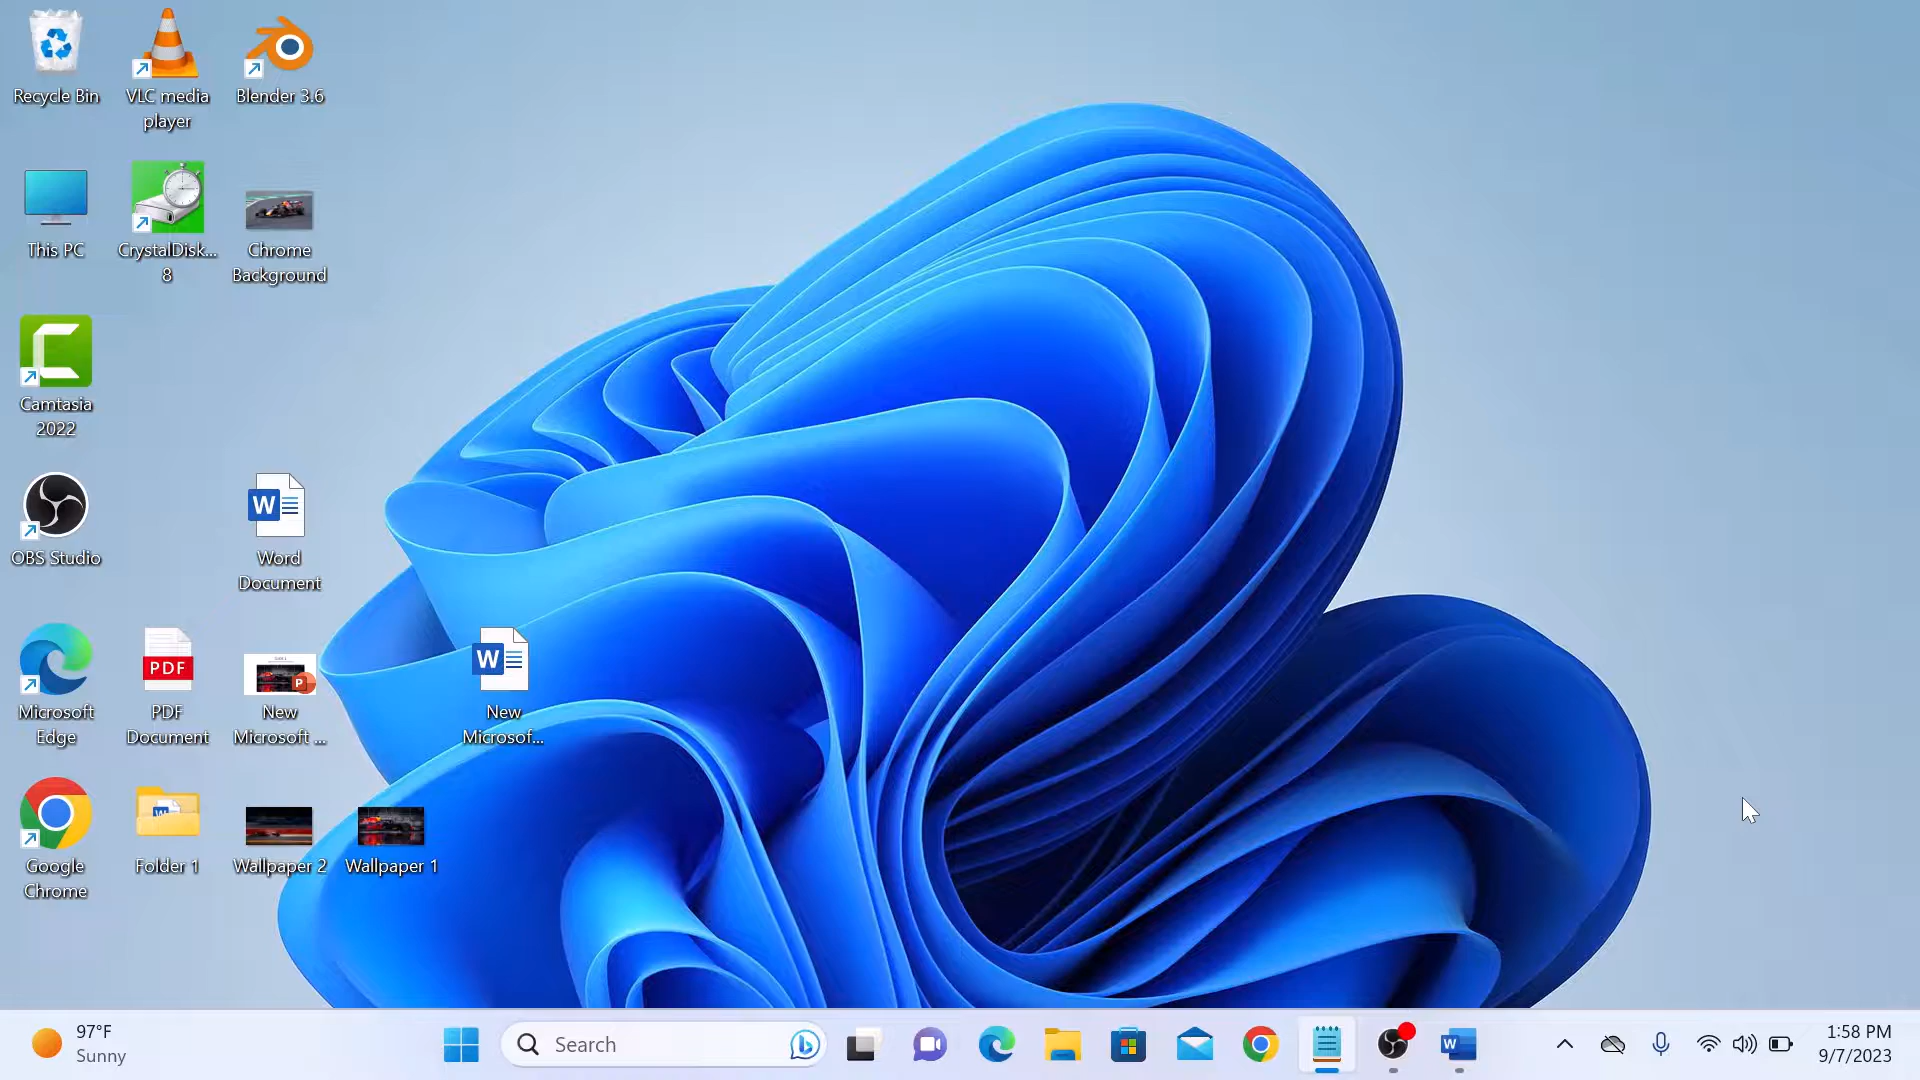 Recycle Bin
VLC media
player
Blender 3.6
This PC
CrystalDisk...
8
Chrome
Background
Camtasia
2022
OBS Studio
W
Word
Document
Microsoft
Edge
PDF
PDF
Document
P
New
Microsoft ...
W
New
Microsof...
Google
Chrome
W
Folder 1
Wallpaper 2
Wallpaper 1
97°F
Sunny
Search
W
1:58 PM
9/7/2023